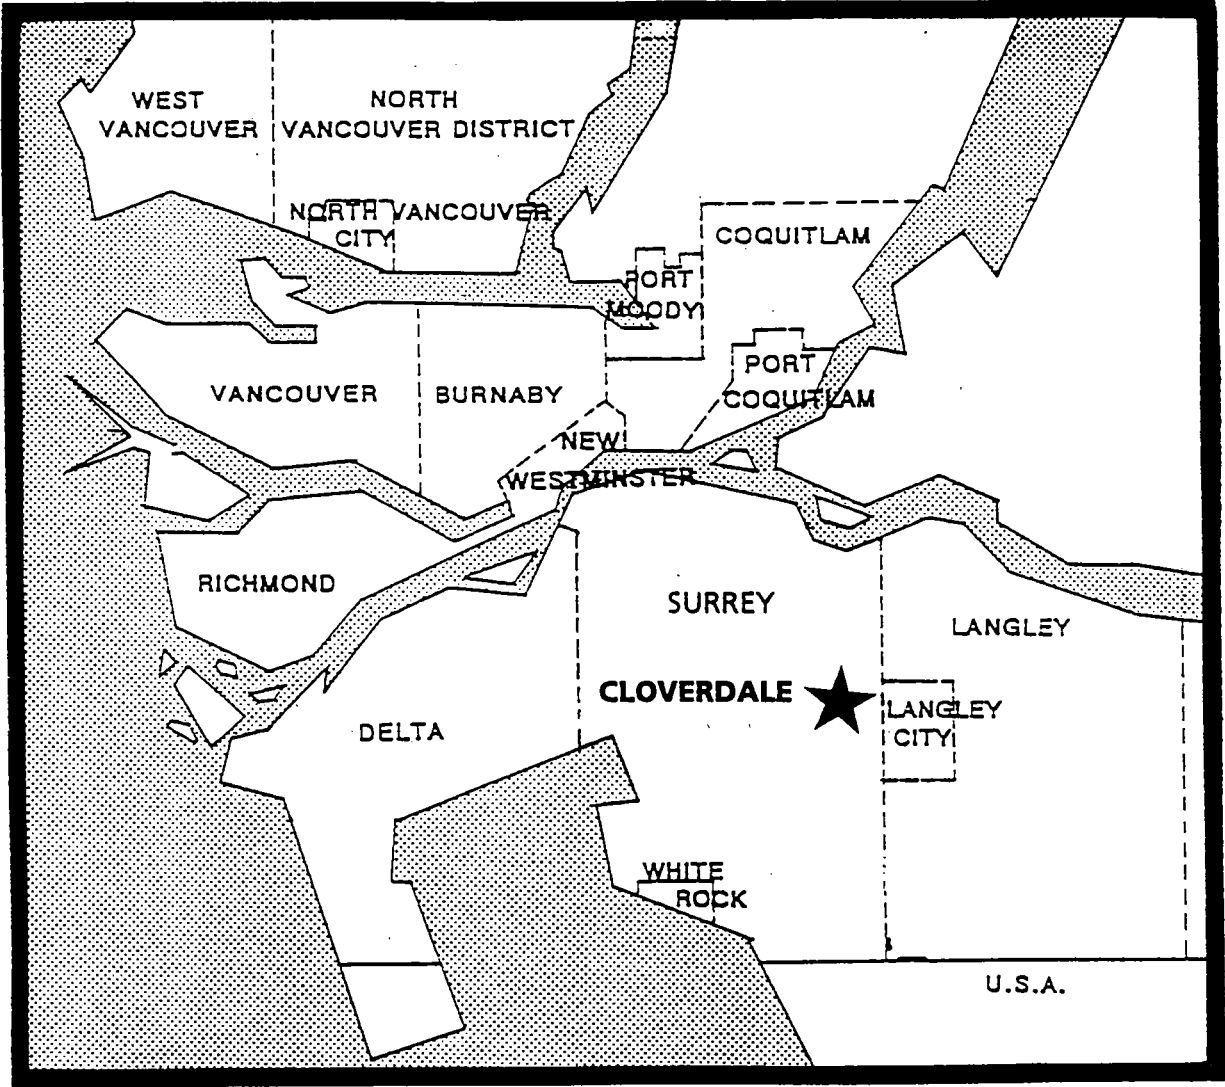 WEST
VANCOUVER
NORTH
VANCOUVER DISTRICT
NORTH VANCOUVER
CITY
COQUITLAM
PORT
MOODY
PORT
COQUITLAM
VANCOUVER
BURNABY
NEW
WESTMINSTER
RICHMOND
SURREY
LANGLEY
CLOVERDALE
LANGLEY
CITY
DELTA
WHITE
ROCK
U.S.A.